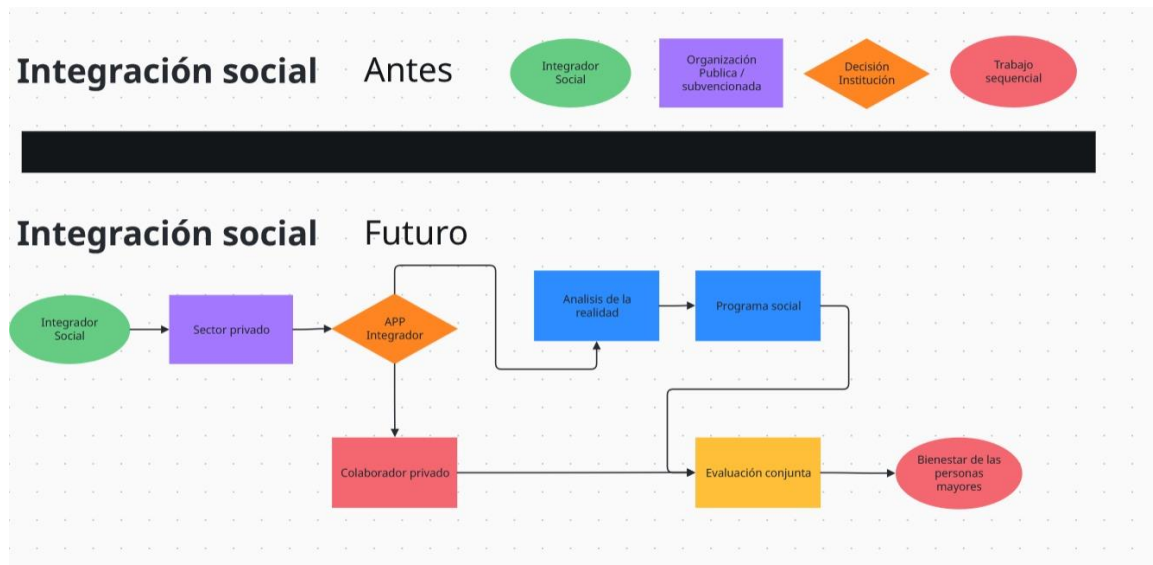 Integración social Antes
Integrador
Social
Organización
Publica /
subvencionada
Decisión
Institución
Trabajo
sequencial
Integración social Futuro
Integrador
Social
Sector privado
APP
Integrador
Analisis de la
realidad
Programa social
Colaborador privado
Evaluación conjunta
Bienestar de las
personas
mayores